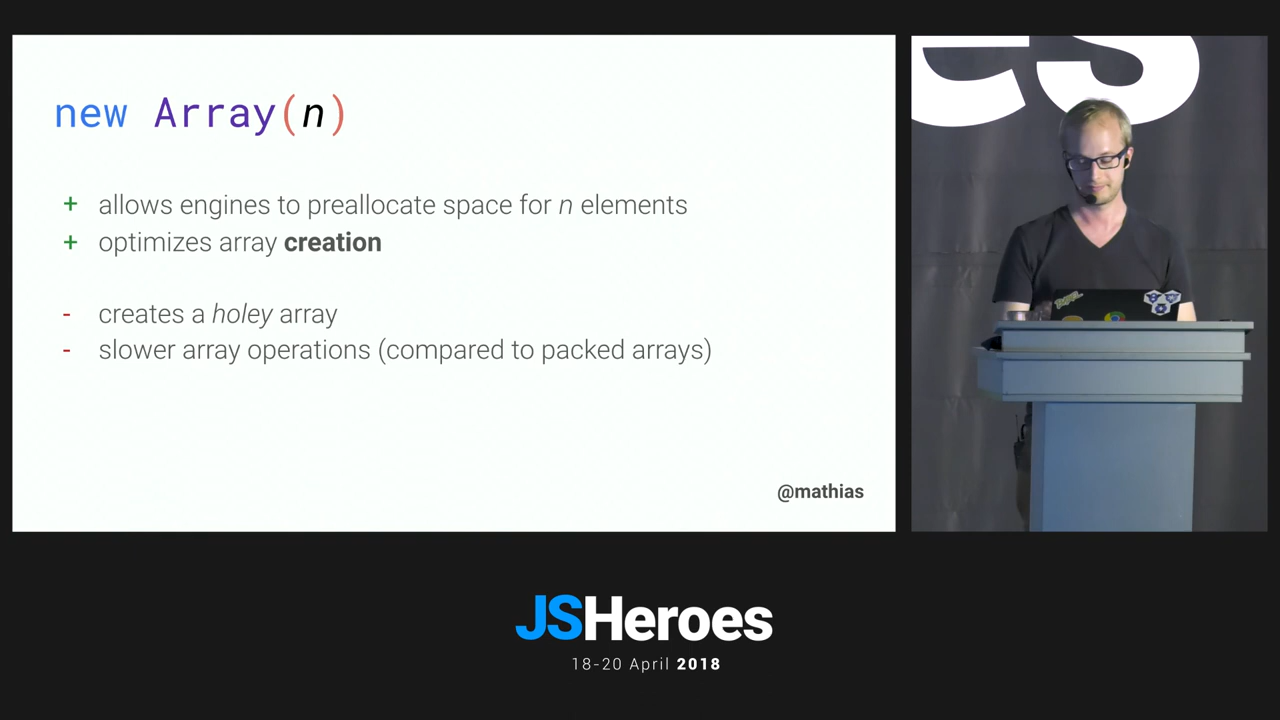 new Array(n)
+ allows engines to preallocate space for n elements
+ optimizes array creation
- creates a holey array
- slower array operations (compared to packed arrays)
@mathias
es
JSHeroes
18-20 April 2018